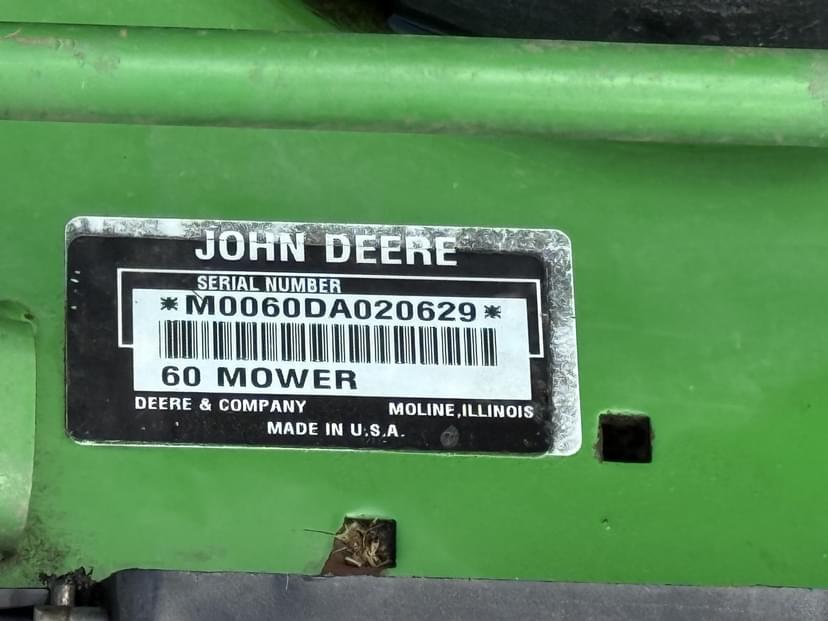 JOHN DEERE
SERIAL NUMBER
*M0060DA020629*
60 MOWER
DEERE & COMPANY MOLINE, ILLINOIS
MADE IN U.S.A.